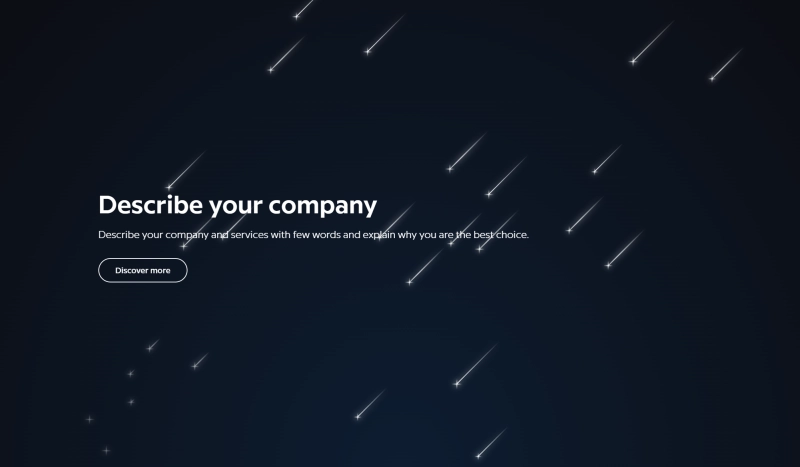 Describe your company
Describe your company and services with few words and explain why you are the best choice.
Discover more